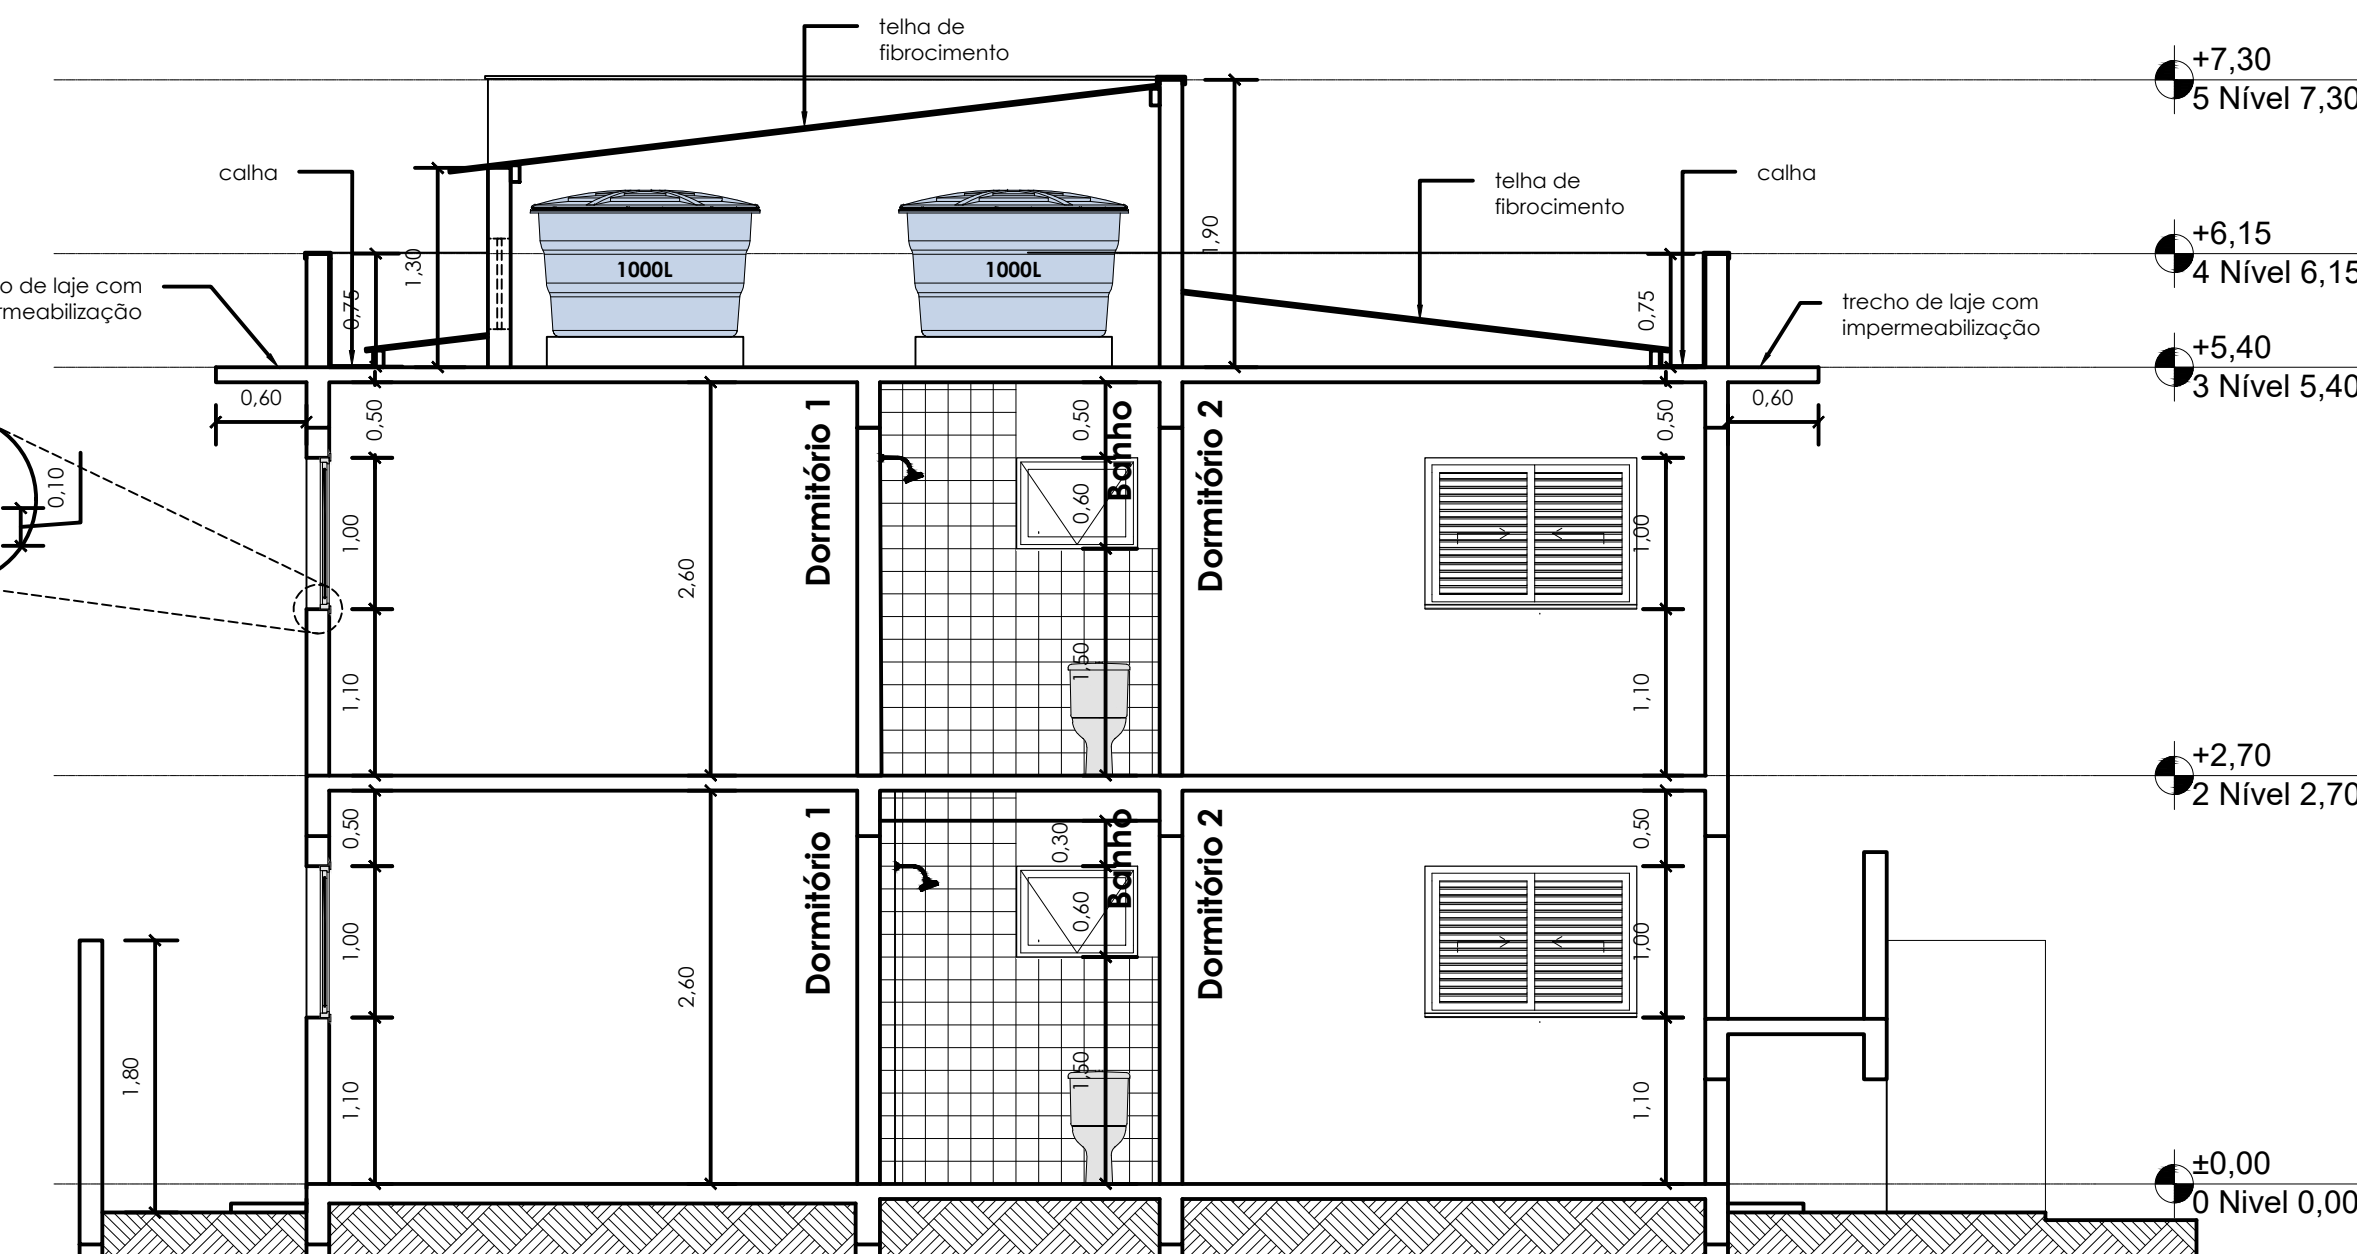 telha de
fibrocimento
+7,30
5 Nível 7,30
calha
telha de
fibrocimento
calha
1,90
+6,15
4 Nível 6,15
1,30
1000L
1000L
o de laje com
meabilização
0,75
0,75
trecho de laje com
impermeabilização
+5,40
3 Nível 5,40
0,60
0,60
0,50
Dormitório 1
0,50
Banho
Dormitório 2
0,50
0,10
1,00
0,60
1,00
2,60
1,10
1,50
1,10
+2,70
2 Nível 2,70
0,50
Dormitório 1
0,30
Banho
Dormitório 2
0,50
1,00
0,60
1,00
2,60
1,80
1,10
1,50
1,10
±0,00
0 Nivel 0,00